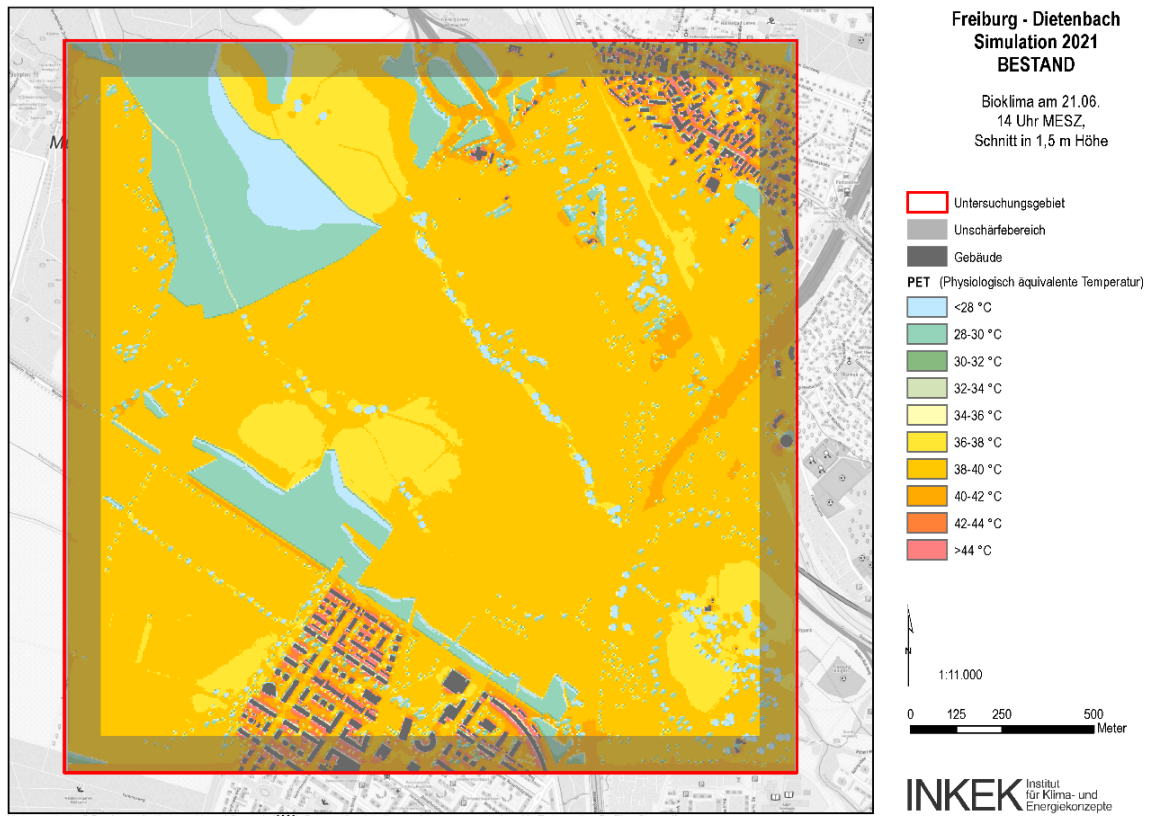 Freiburg - Dietenbach
Simulation 2021
BESTAND
Bioklima am 21.06.
14 Uhr MESZ,
Schnitt in 1,5 m Höhe
Untersuchungsgebiet
Unschärfebereich
Gebäude
PET (Physiologisch äquivalente Temperatur)
<28 °C
28-30 °C
30-32 °C
32-34 °C
34-36 °C
36-38 °C
38-40 °C
40-42 °C
42-44 °C
>44 °C
N
1:11.000
0 125 250 500
Meter
INKEK Institut
für Klima- und
Energiekonzepte